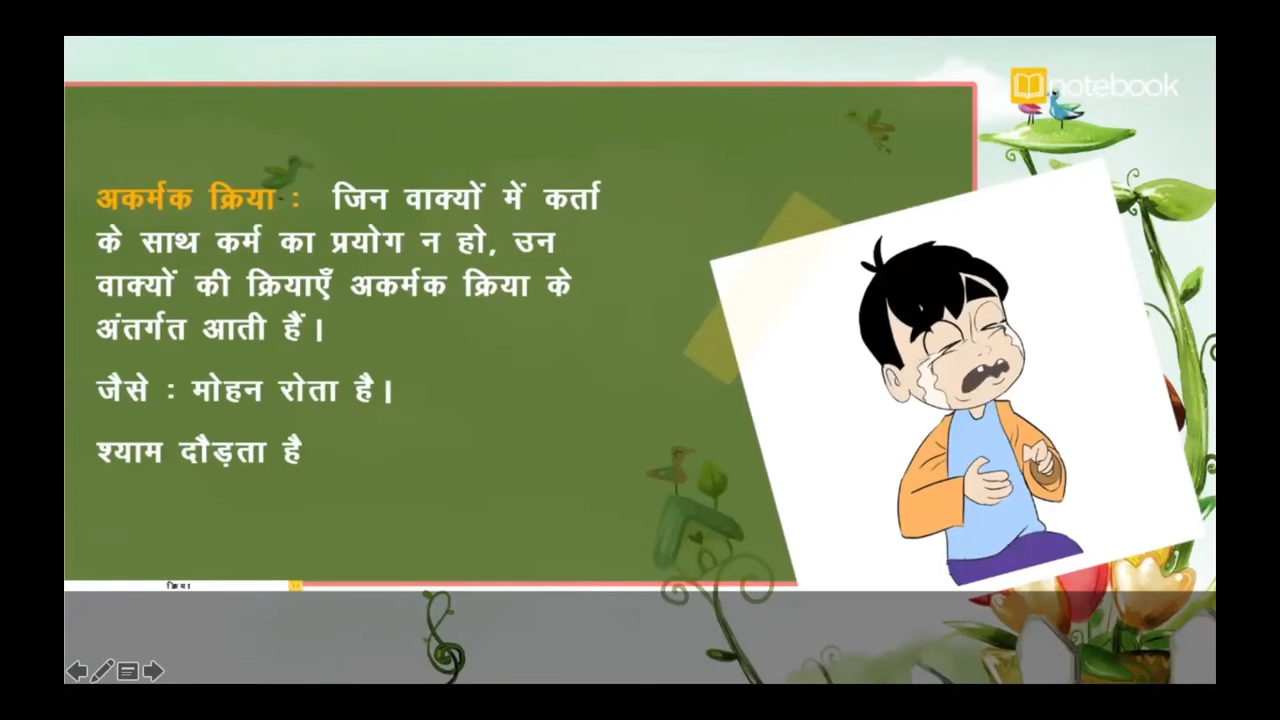 notebook
अकर्मक क्रिया : जिन वाक्यों में कर्ता
के साथ कर्म का प्रयोग न हो, उन
वाक्यों की क्रियाएँ अकर्मक क्रिया के
अंतर्गत आती हैं।
जैसे : मोहन रोता है।
श्याम दौड़ता है
क्रिया